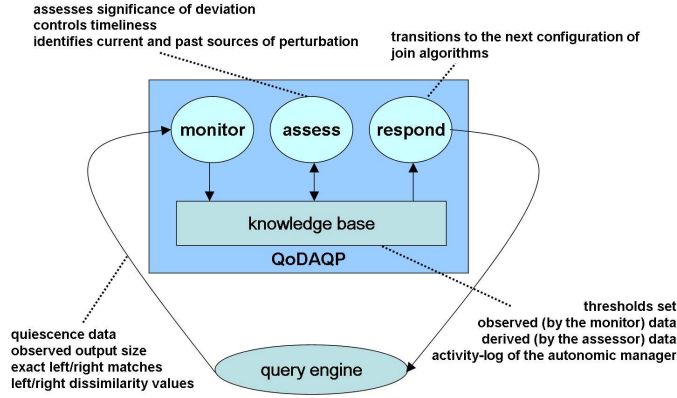 assesses significance of deviation
controls timeliness
identifies current and past sources of perturbation
transitions to the next configuration of
join algorithms
monitor
assess
respond
knowledge base
QoDAQP
thresholds set
observed (by the monitor) data
derived (by the assessor) data
activity-log of the autonomic manager
quiescence data
observed output size
exact left/right matches
left/right dissimilarity values
query engine